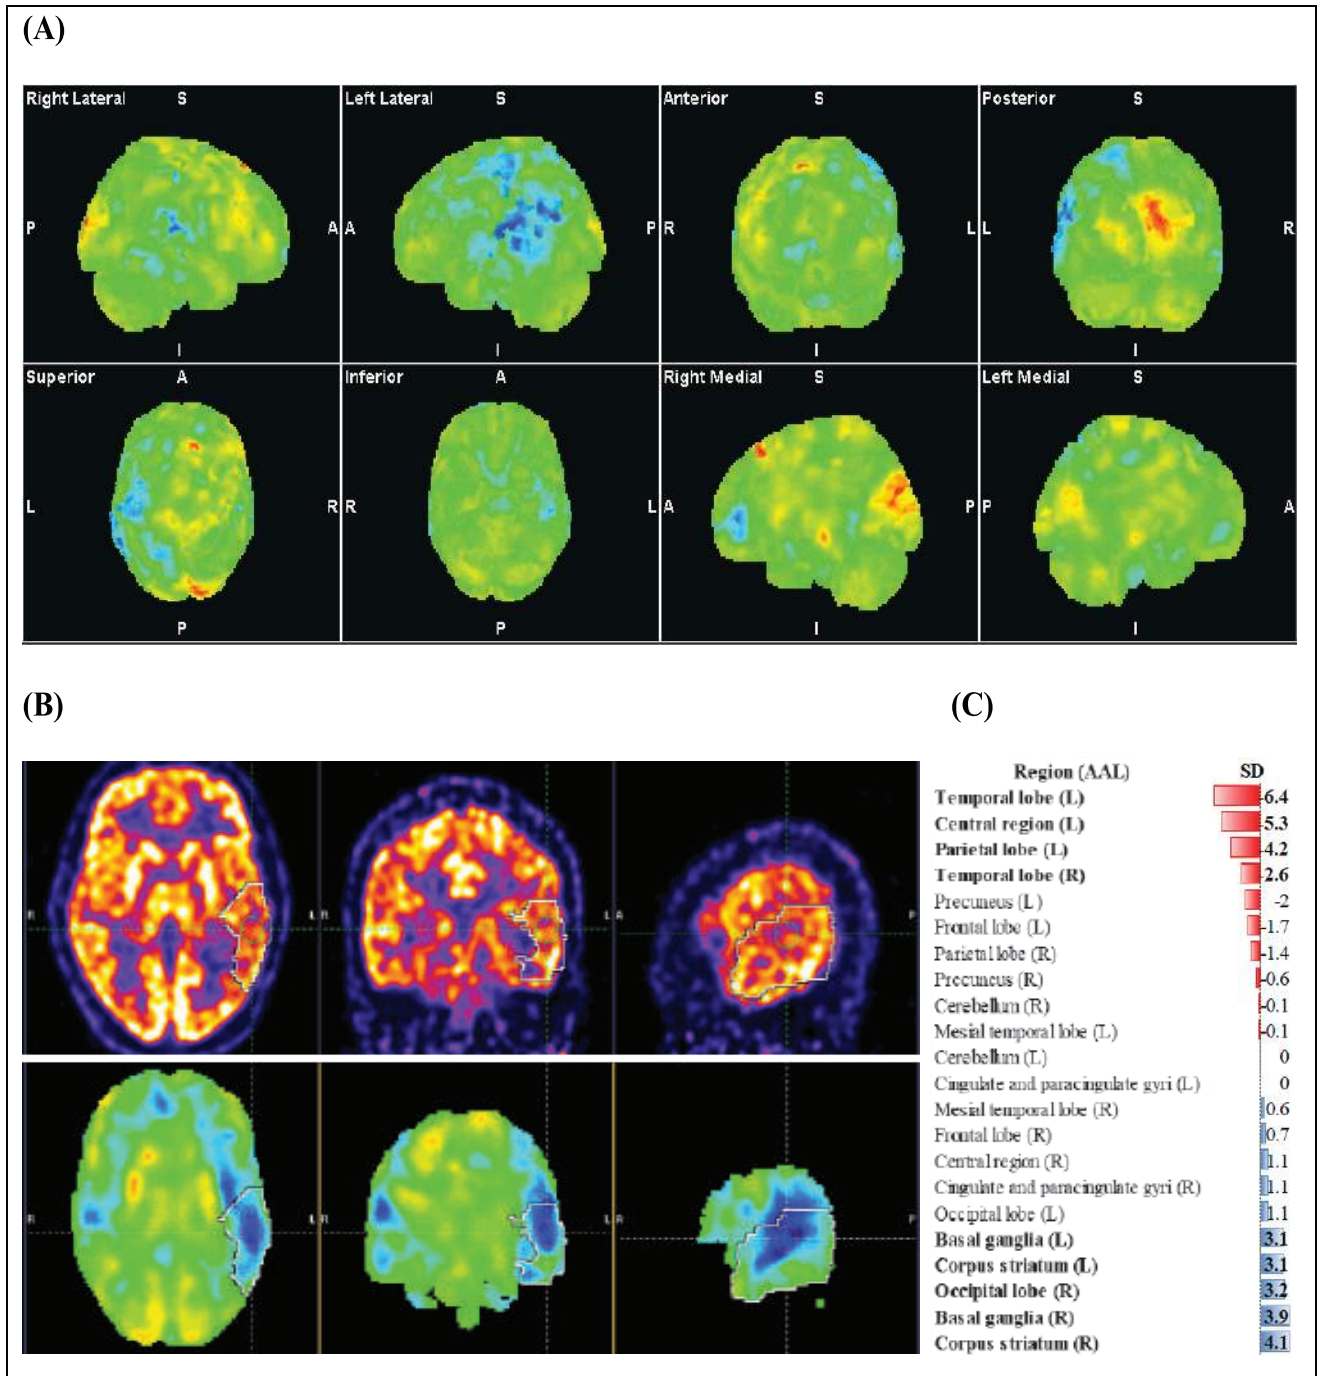 (A)
Right Lateral S
P A
I
Left Lateral S
A P
I
Anterior S
R L
I
Posterior S
L R
I
Superior A
L R
P
Inferior A
R L
P
Right Medial S
A P
I
Left Medial S
P A
I
(B)
R L
R L
A P
R L
R L
A P
(C)
Region (AAL) SD
Temporal lobe (L) -6.4
Central region (L) -5.3
Parietal lobe (L) -4.2
Temporal lobe (R) -2.6
Precuneus (L) -2
Frontal lobe (L) -1.7
Parietal lobe (R) -1.4
Precuneus (R) -0.6
Cerebellum (R) -0.1
Mesial temporal lobe (L) -0.1
Cerebellum (L) 0
Cingulate and paracingulate gyri (L) 0
Mesial temporal lobe (R) 0.6
Frontal lobe (R) 0.7
Central region (R) 1.1
Cingulate and paracingulate gyri (R) 1.1
Occipital lobe (L) 1.1
Basal ganglia (L) 3.1
Corpus striatum (L) 3.1
Occipital lobe (R) 3.2
Basal ganglia (R) 3.9
Corpus striatum (R) 4.1